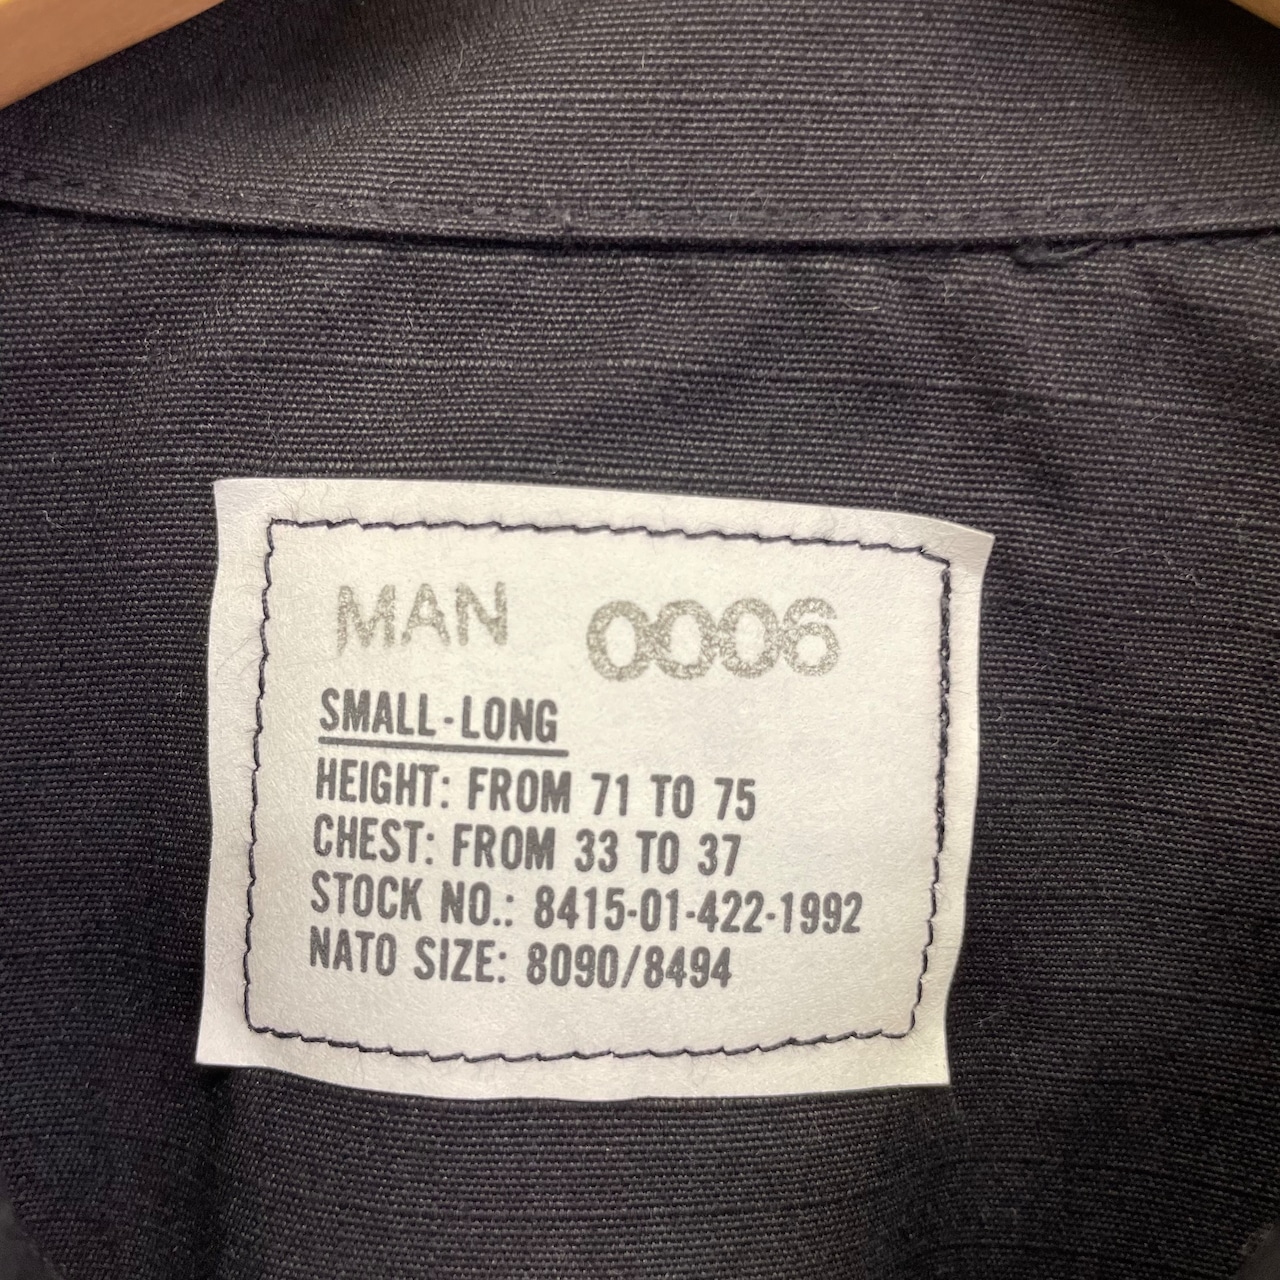 MAN 0006
SMALL-LONG
HEIGHT: FROM 71 TO 75
CHEST: FROM 33 TO 37
STOCK NO.: 8415-01-422-1992
NATO SIZE: 8090/8494